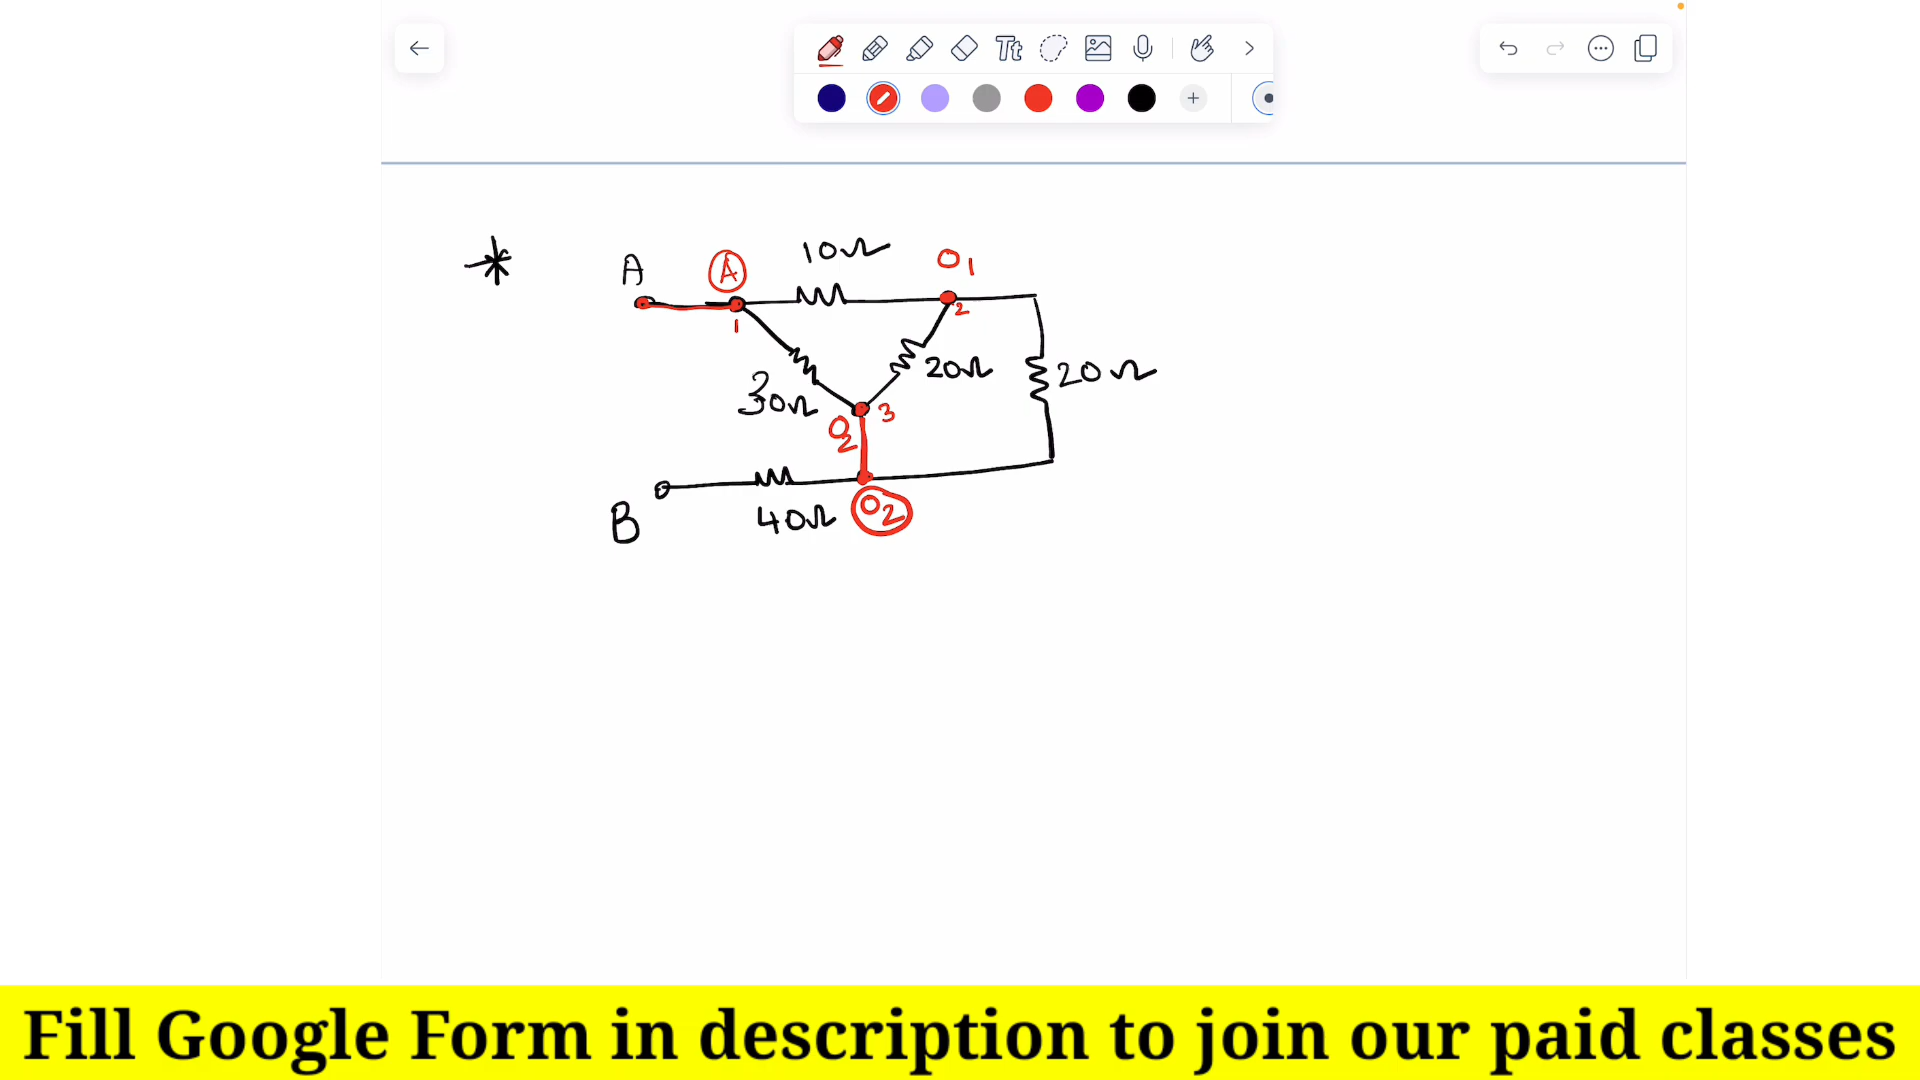 Tt
* A A 10Ω O1
1 2
30Ω 20Ω 20Ω
O2 3
B 40Ω O2
Fill Google Form in description to join our paid classes